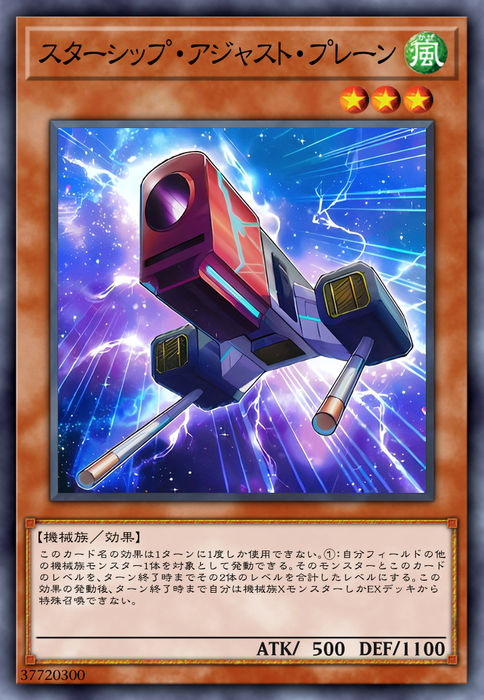 スターシップ・アジャスト・プレーン
かぜ
風
【機械族／効果】
このカード名の効果は1ターンに1度しか使用できない。①：自分フィールドの他
の機械族モンスター1体を対象として発動できる。そのモンスターとこのカード
のレベルを、ターン終了時までその2体のレベルを合計したレベルにする。この
効果の発動後、ターン終了時まで自分は機械族XモンスターしかEXデッキから
特殊召喚できない。
ATK/ 500 DEF/1100
37720300